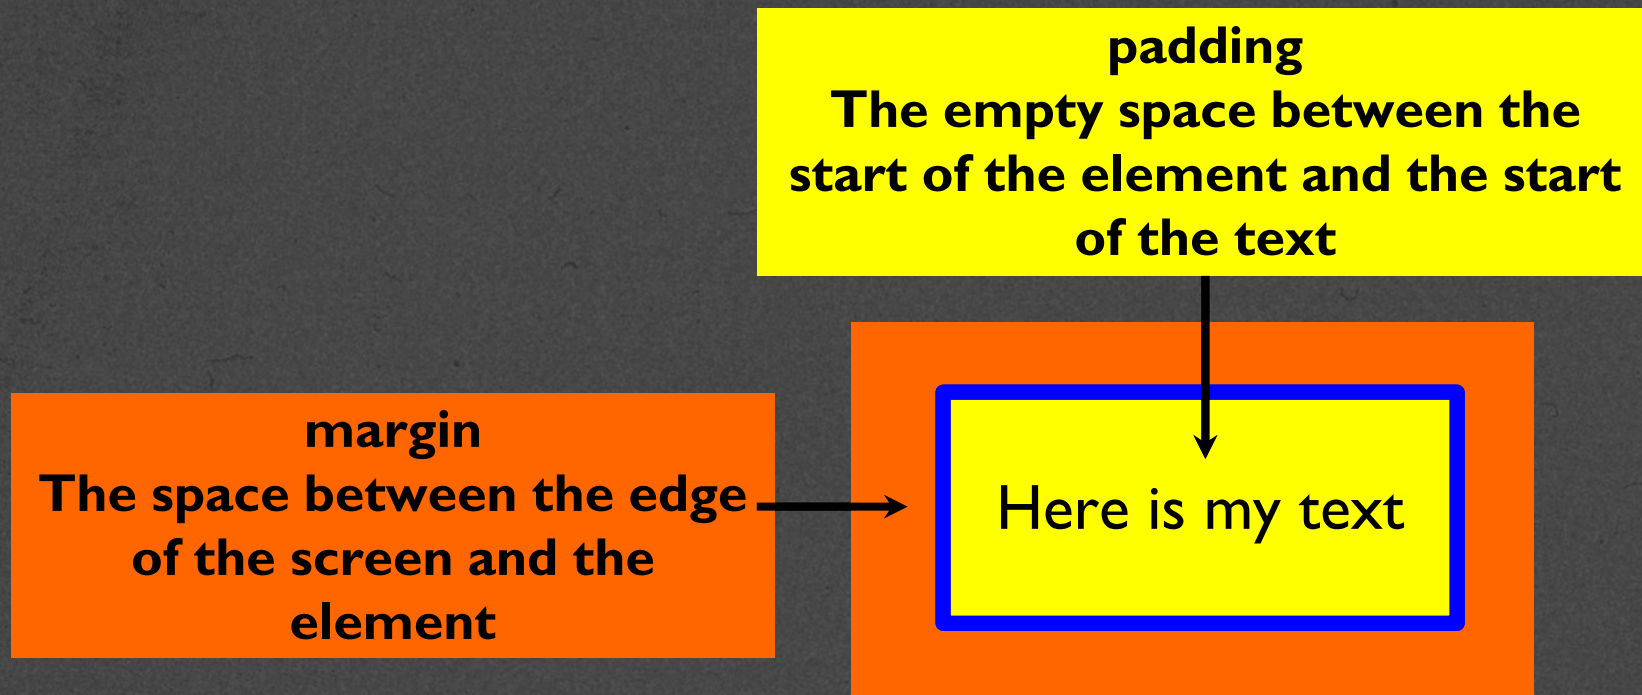 padding
The empty space between the
start of the element and the start
of the text
margin
The space between the edge
of the screen and the
element
Here is my text